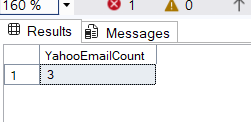 160 % 1 0
Results Messages
YahooEmailCount
1 3